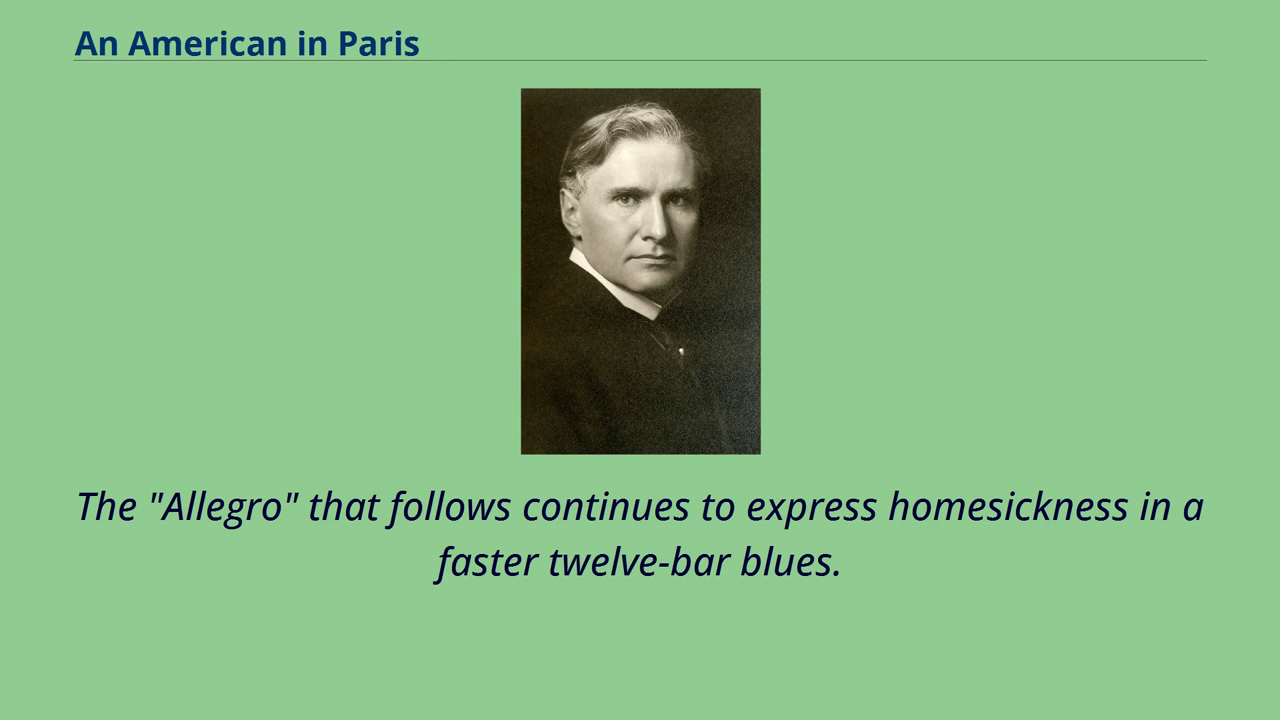 An American in Paris
The "Allegro" that follows continues to express homesickness in a
faster twelve-bar blues.